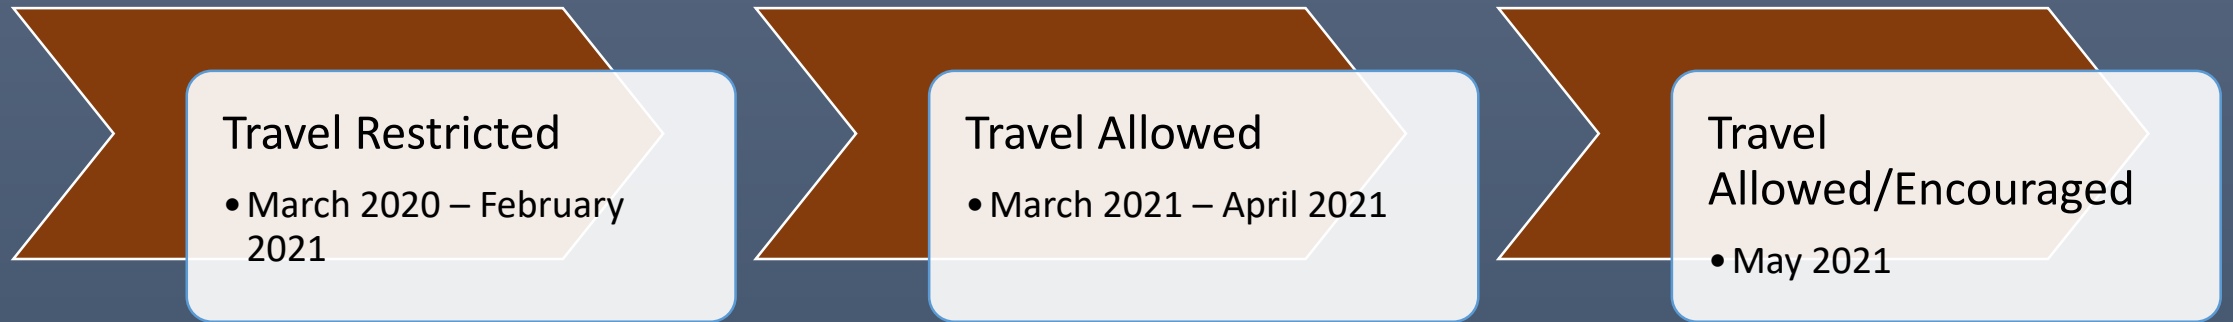 Travel Restricted
•March 2020 – February
2021
Travel Allowed
•March 2021 – April 2021
Travel
Allowed/Encouraged
•May 2021